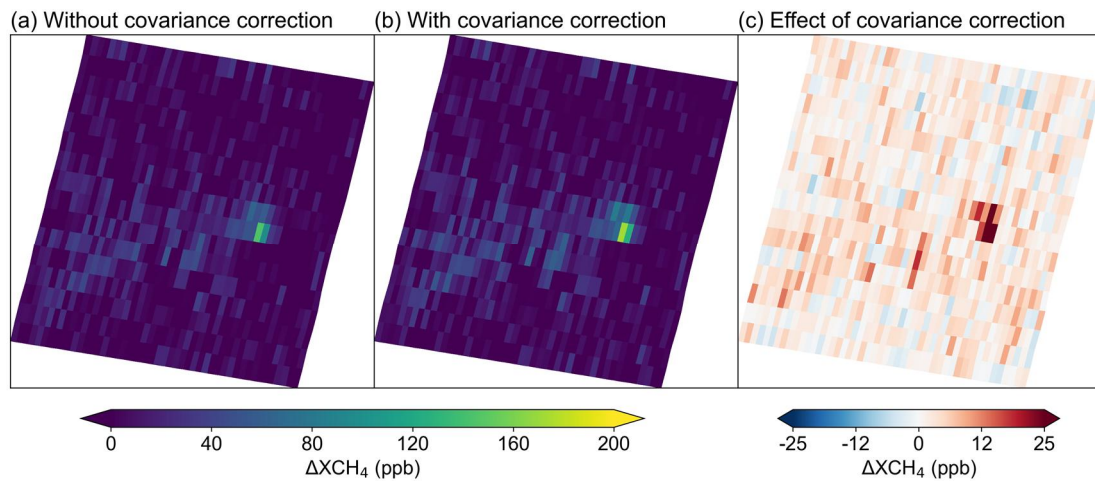 (a) Without covariance correction
(b) With covariance correction
(c) Effect of covariance correction
0 40 80 120 160 200
ΔXCH₄ (ppb)
-25 -12 0 12 25
ΔXCH₄ (ppb)